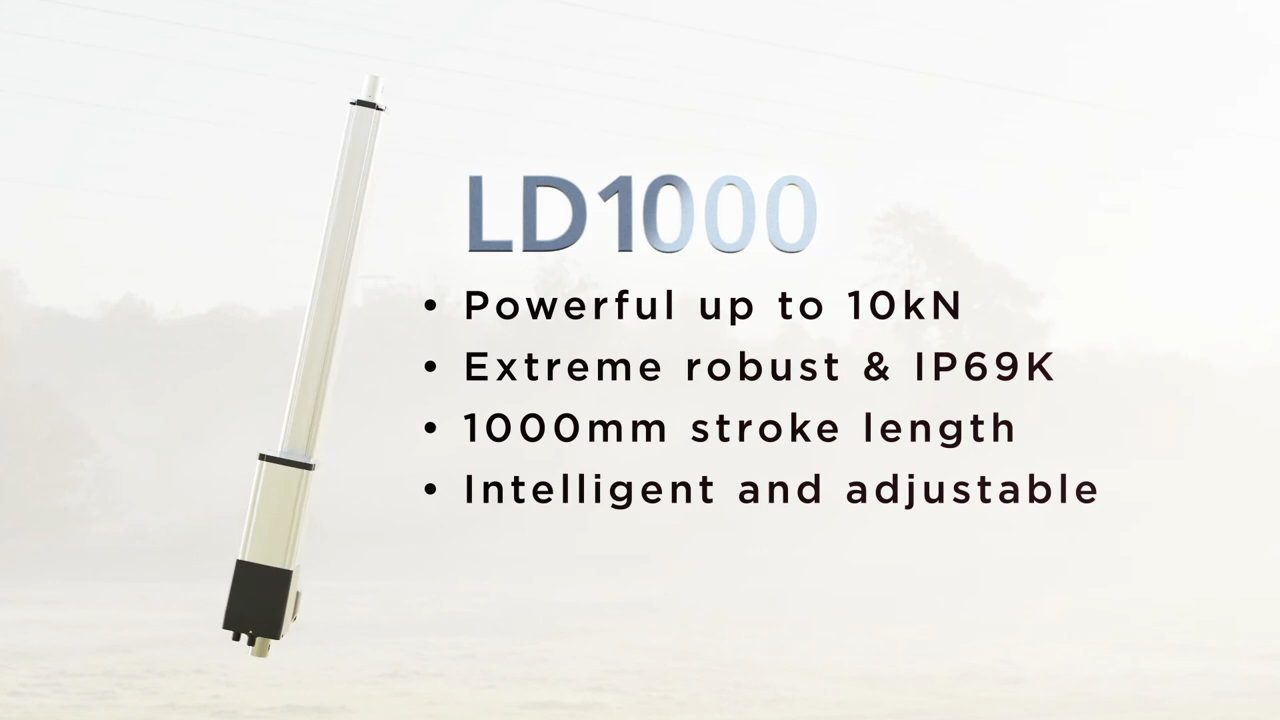 LD1000
• Powerful up to 10kN
• Extreme robust & IP69K
• 1000mm stroke length
• Intelligent and adjustable